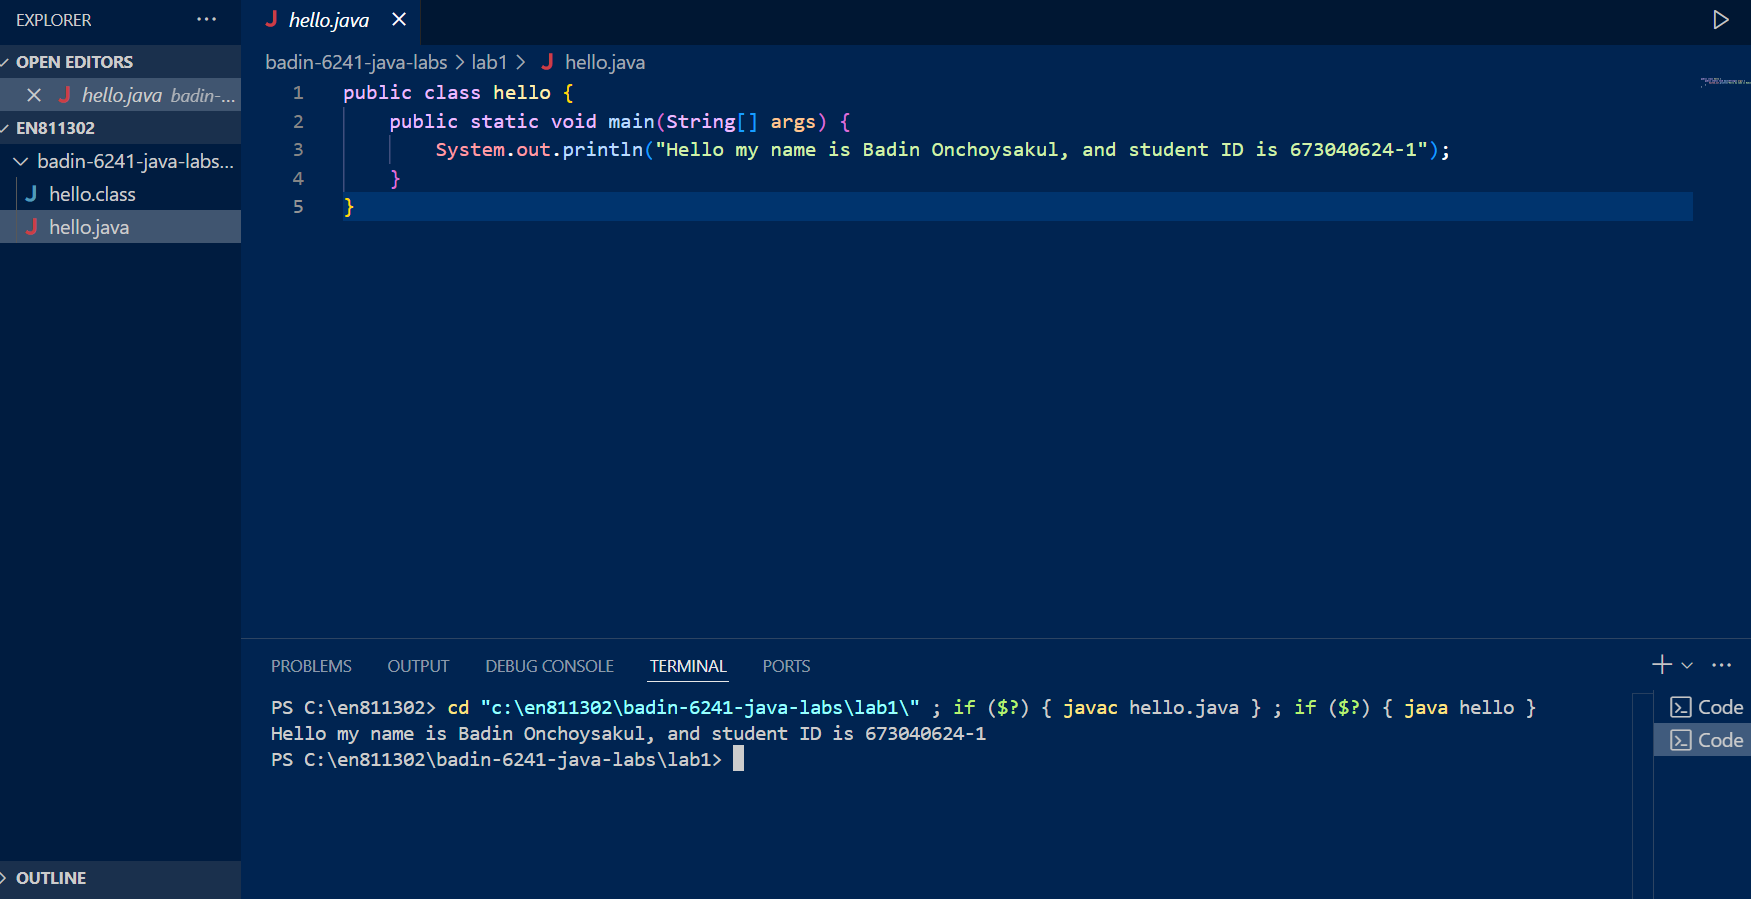 EXPLORER ···
OPEN EDITORS
J hello.java badin-...
EN811302
badin-6241-java-labs...
J hello.class
J hello.java
OUTLINE
J hello.java
badin-6241-java-labs > lab1 > J hello.java
1 public class hello {
2 public static void main(String[] args) {
3 System.out.println("Hello my name is Badin Onchoysakul, and student ID is 673040624-1");
4 }
5 }
PROBLEMS OUTPUT DEBUG CONSOLE TERMINAL PORTS
PS C:\en811302> cd "c:\en811302\badin-6241-java-labs\lab1\" ; if ($?) { javac hello.java } ; if ($?) { java hello }
Hello my name is Badin Onchoysakul, and student ID is 673040624-1
PS C:\en811302\badin-6241-java-labs\lab1>
Code
Code